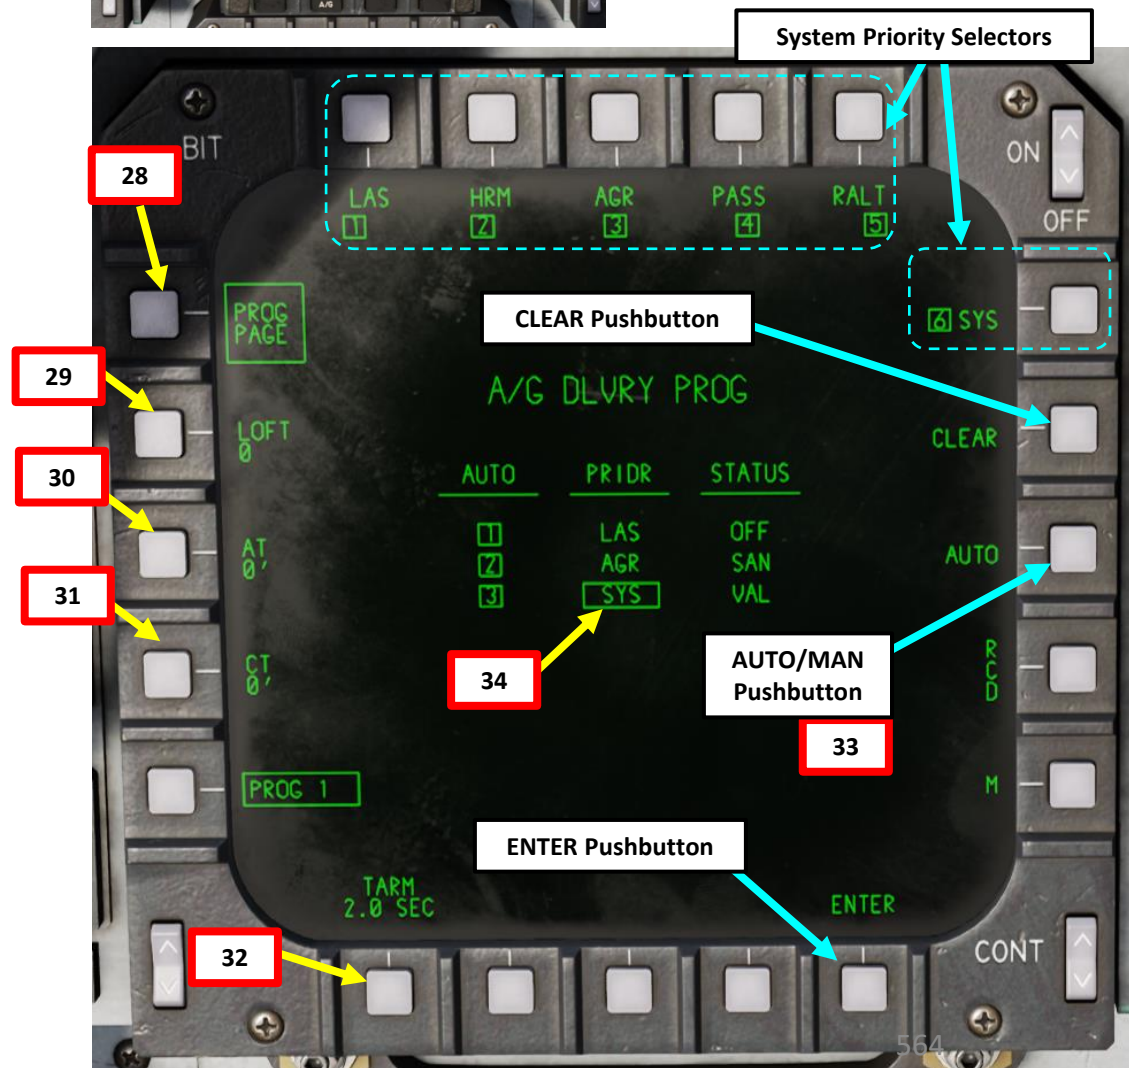 A/G
System Priority Selectors
BIT
ON
OFF
28
LAS HRM AGR PASS RALT
1 2 3 4 5
PROG
PAGE
6 SYS
CLEAR Pushbutton
29
A/G DLVRY PROG
LOFT
0
CLEAR
30
AUTO PRIOR STATUS
1 LAS OFF
2 AGR SAN
3 SYS VAL
AT
0'
AUTO
31
34
AUTO/MAN
Pushbutton
33
CT
0'
RCD
PROG 1
M
ENTER Pushbutton
TARM
2.0 SEC
ENTER
32
CONT
564